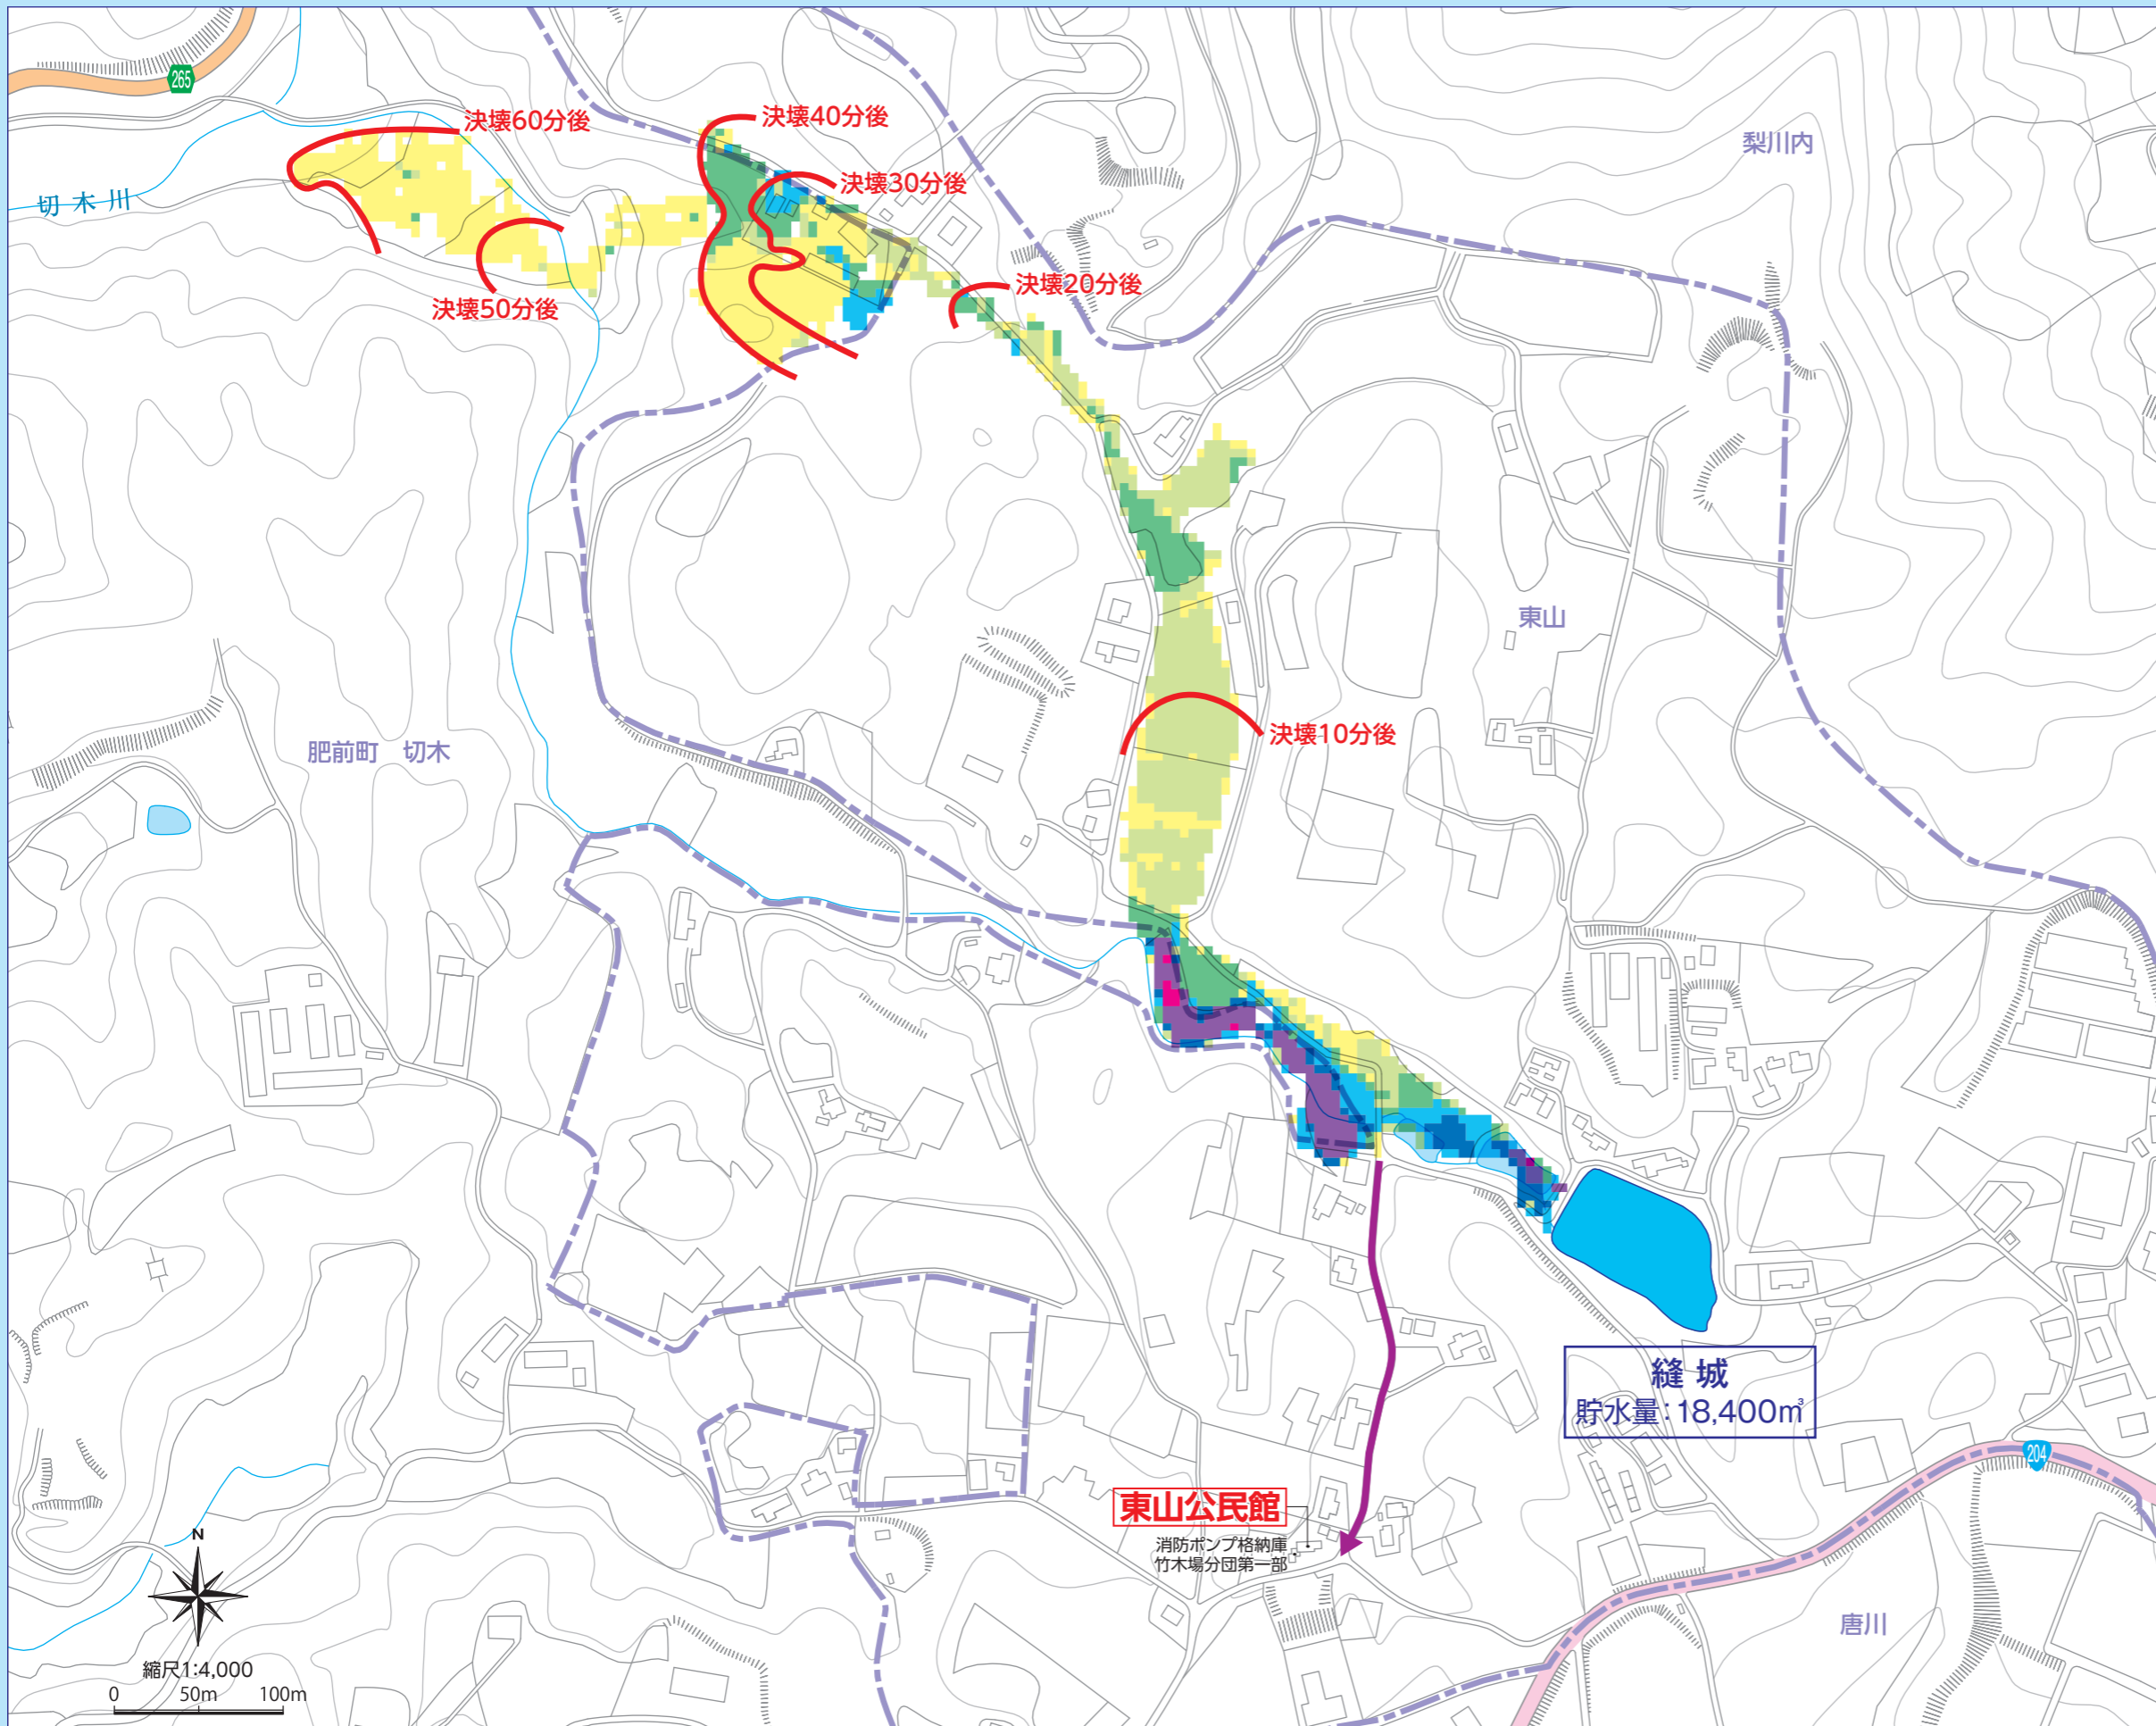 265
決壊60分後
決壊40分後
梨川内
決壊30分後
切木川
決壊20分後
決壊50分後
東山
決壊10分後
肥前町　切木
縫 城
貯水量：18,400㎥
204
東山公民館
消防ポンプ格納庫
竹木場分団第一部
唐川
N
縮尺1:4,000
0 50m 100m